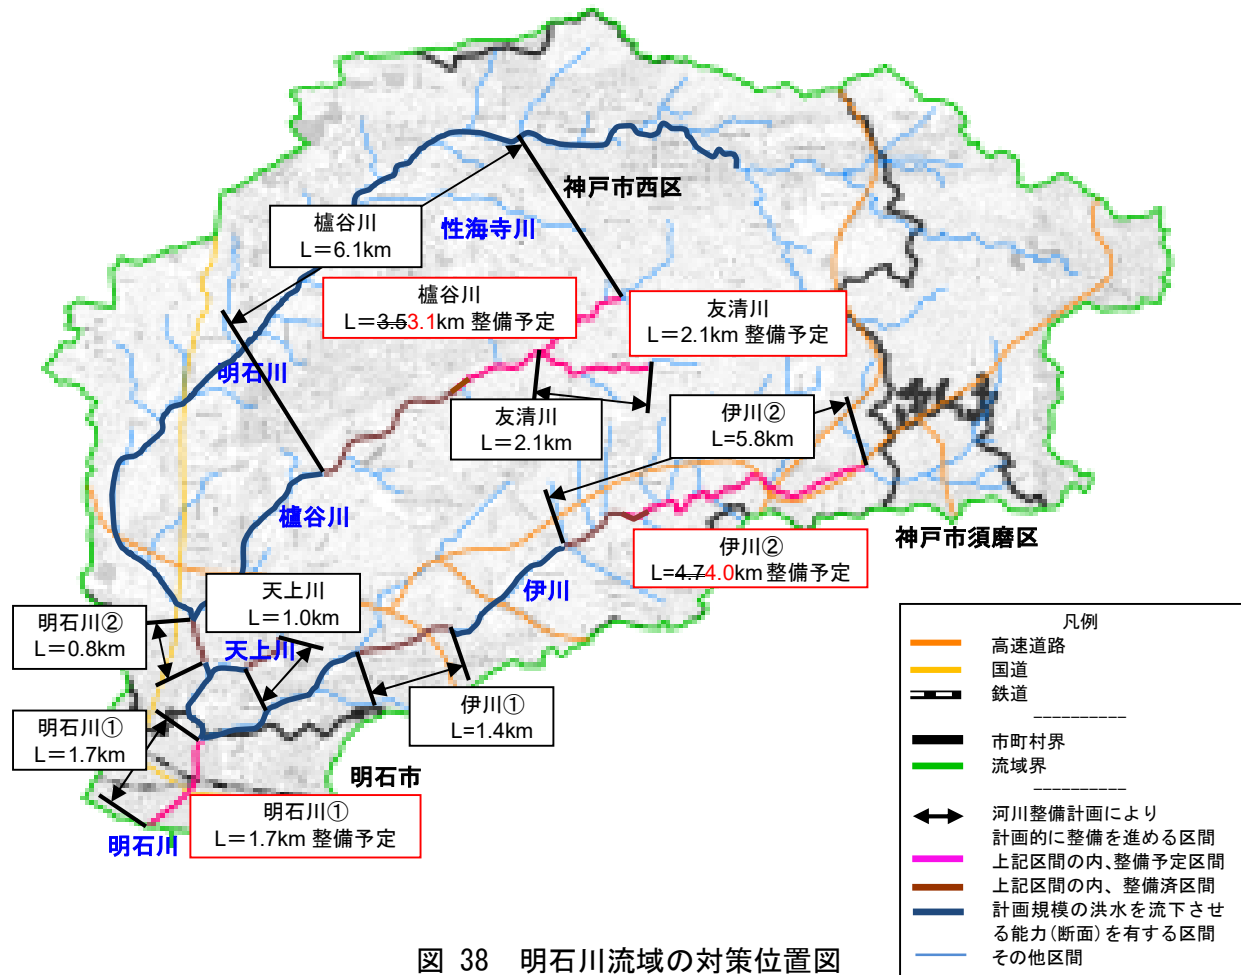 神戸市西区
性海寺川
櫨谷川
L＝6.1km
櫨谷川
L＝3.53.1km 整備予定
友清川
L＝2.1km 整備予定
明石川
友清川
L＝2.1km
伊川②
L=5.8km
櫨谷川
伊川②
L=4.74.0km 整備予定
神戸市須磨区
天上川
L＝1.0km
伊川
明石川②
L＝0.8km
天上川
伊川①
L=1.4km
明石川①
L＝1.7km
明石市
明石川①
L＝1.7km 整備予定
明石川
凡例
高速道路
国道
鉄道
----------
市町村界
流域界
----------
河川整備計画により
計画的に整備を進める区間
上記区間の内、整備予定区間
上記区間の内、整備済区間
計画規模の洪水を流下させ
る能力(断面)を有する区間
その他区間
図 38 明石川流域の対策位置図